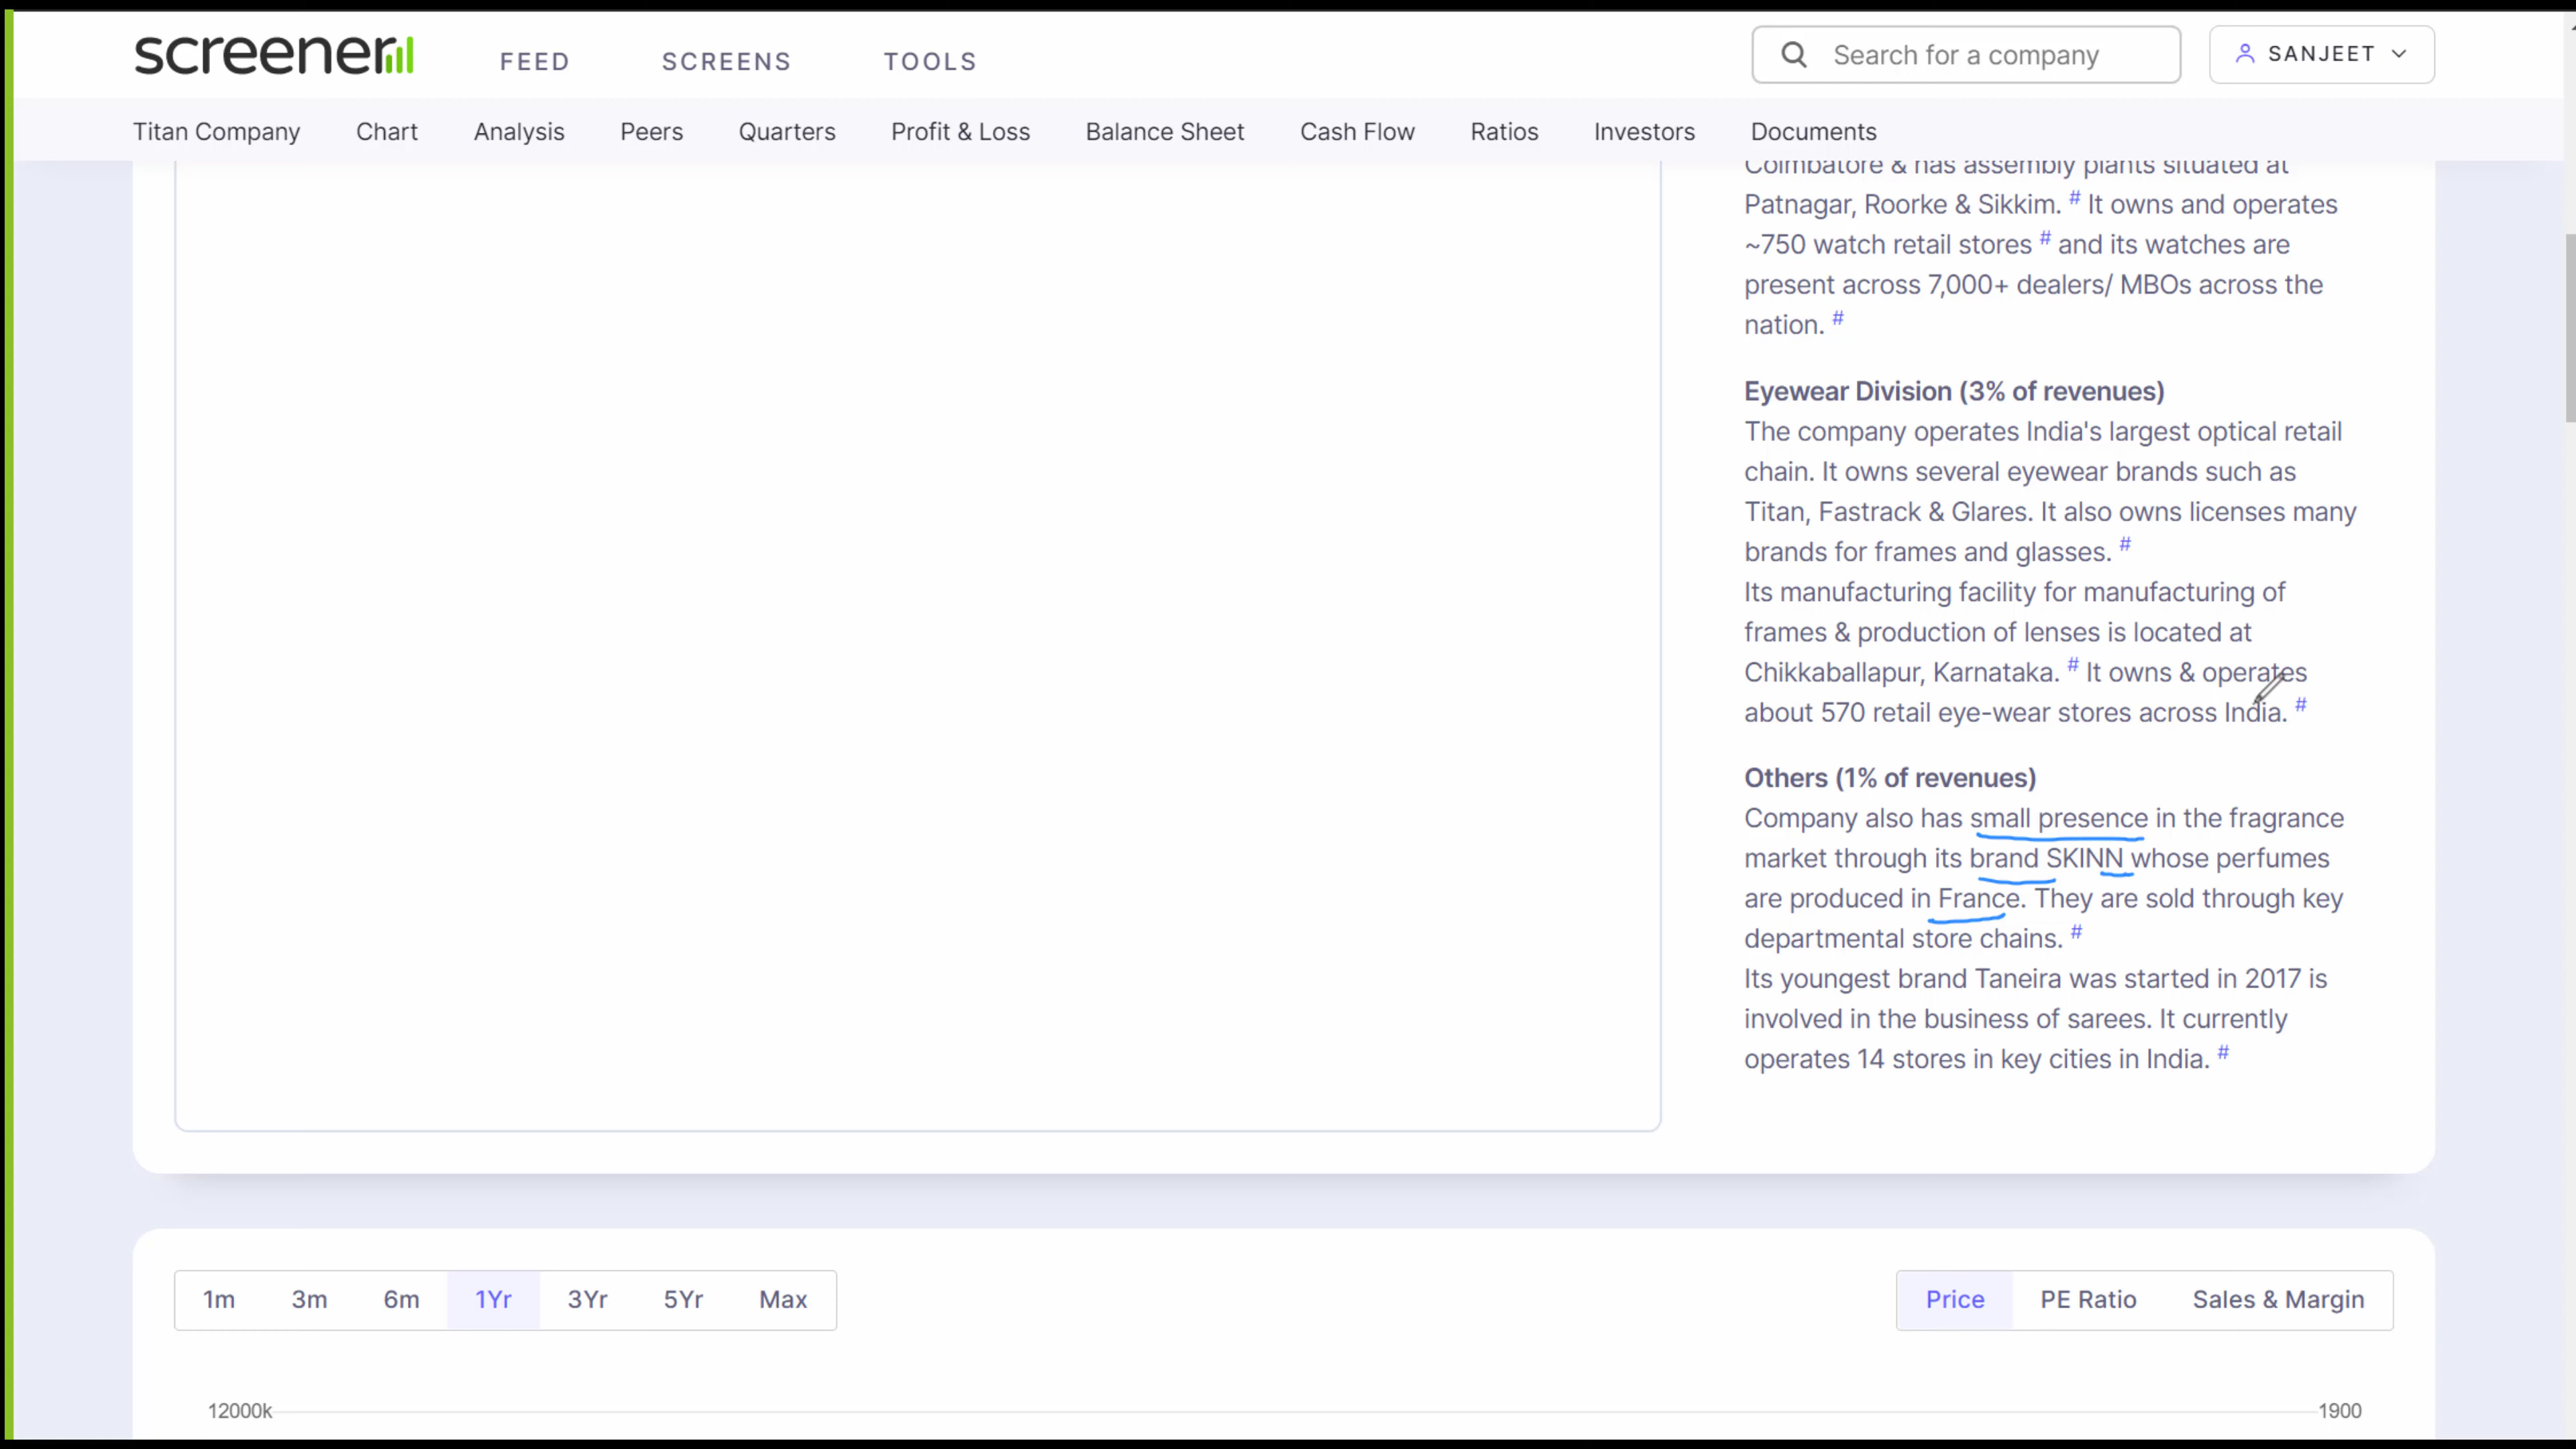 screener
FEED
SCREENS
TOOLS
Search for a company
SANJEET
Titan Company
Chart
Analysis
Peers
Quarters
Profit & Loss
Balance Sheet
Cash Flow
Ratios
Investors
Documents
Coimbatore & has assembly plants situated at
Patnagar, Roorke & Sikkim. # It owns and operates
~750 watch retail stores # and its watches are
present across 7,000+ dealers/ MBOs across the
nation. #
Eyewear Division (3% of revenues)
The company operates India's largest optical retail
chain. It owns several eyewear brands such as
Titan, Fastrack & Glares. It also owns licenses many
brands for frames and glasses. #
Its manufacturing facility for manufacturing of
frames & production of lenses is located at
Chikkaballapur, Karnataka. # It owns & operates
about 570 retail eye-wear stores across India. #
Others (1% of revenues)
Company also has small presence in the fragrance
market through its brand SKINN whose perfumes
are produced in France. They are sold through key
departmental store chains. #
Its youngest brand Taneira was started in 2017 is
involved in the business of sarees. It currently
operates 14 stores in key cities in India. #
1m
3m
6m
1Yr
3Yr
5Yr
Max
Price
PE Ratio
Sales & Margin
12000k
1900